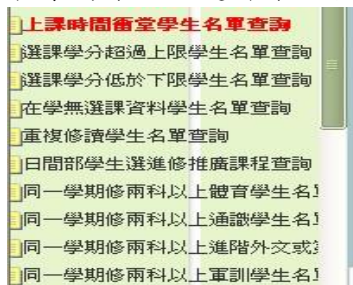 上課時間衝堂學生名單查詢
選課學分超過上限學生名單查詢
選課學分低於下限學生名單查詢
在學無選課資料學生名單查詢
重複修讀學生名單查詢
日間部學生選進修推廣課程查詢
同一學期修兩科以上體育學生名
同一學期修兩科以上通識學生名
同一學期修兩科以上進階外文或
同一學期修兩科以上軍訓學生名